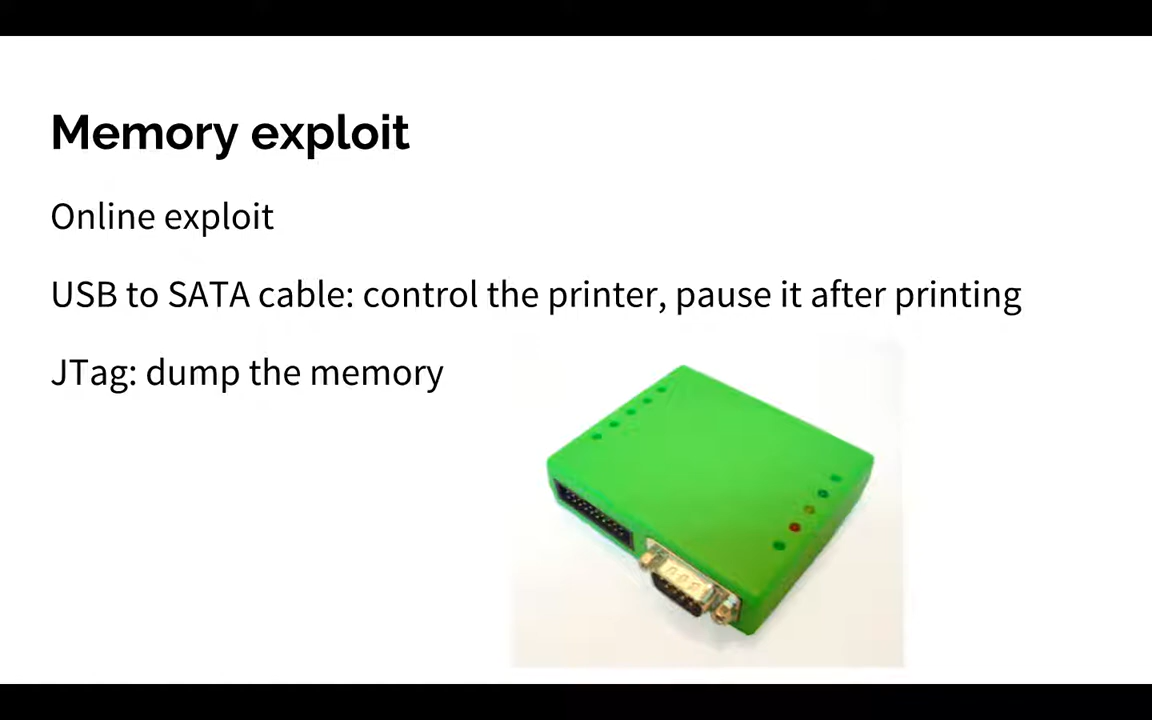 Memory exploit
Online exploit
USB to SATA cable: control the printer, pause it after printing
JTag: dump the memory